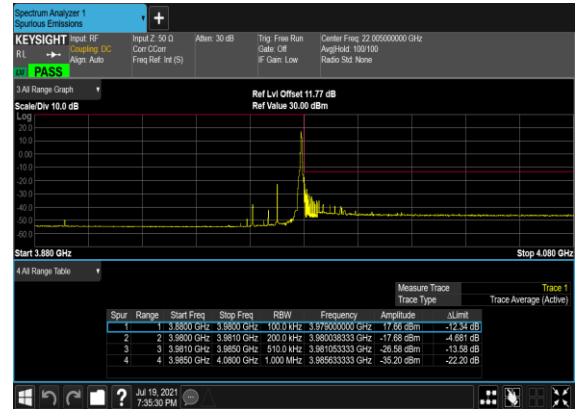 Spectrum Analyzer 1
Spurious Emissions
KEYSIGHT Input: RF Input Z: 50 Ω Atten: 30 dB Trig: Free Run Center Freq: 22.005000000 GHz
RL Coupling: DC Corr CCorr Gate: Off Avg|Hold: 100/100
Align: Auto Freq Ref: Int (S) IF Gain: Low Radio Std: None
LW PASS
3 All Range Graph Ref Lvl Offset 11.77 dB
Scale/Div 10.0 dB Ref Value 30.00 dBm
Log
20.0
10.0
0.00
-10.0
-20.0
-30.0
-40.0
-50.0
-60.0
Start 3.880 GHz Stop 4.080 GHz
4 All Range Table
Measure Trace Trace 1
Trace Type Trace Average (Active)
Spur Range Start Freq Stop Freq RBW Frequency Amplitude ΔLimit
1 1 3.8800 GHz 3.9800 GHz 100.0 kHz 3.979000000 GHz 17.66 dBm -12.34 dB
2 2 3.9800 GHz 3.9810 GHz 200.0 kHz 3.980038333 GHz -17.68 dBm -4.681 dB
3 3 3.9810 GHz 3.9850 GHz 510.0 kHz 3.981053333 GHz -26.58 dBm -13.58 dB
4 4 3.9850 GHz 4.0800 GHz 1.000 MHz 3.985633333 GHz -35.20 dBm -22.20 dB
? Jul 19, 2021
7:35:30 PM